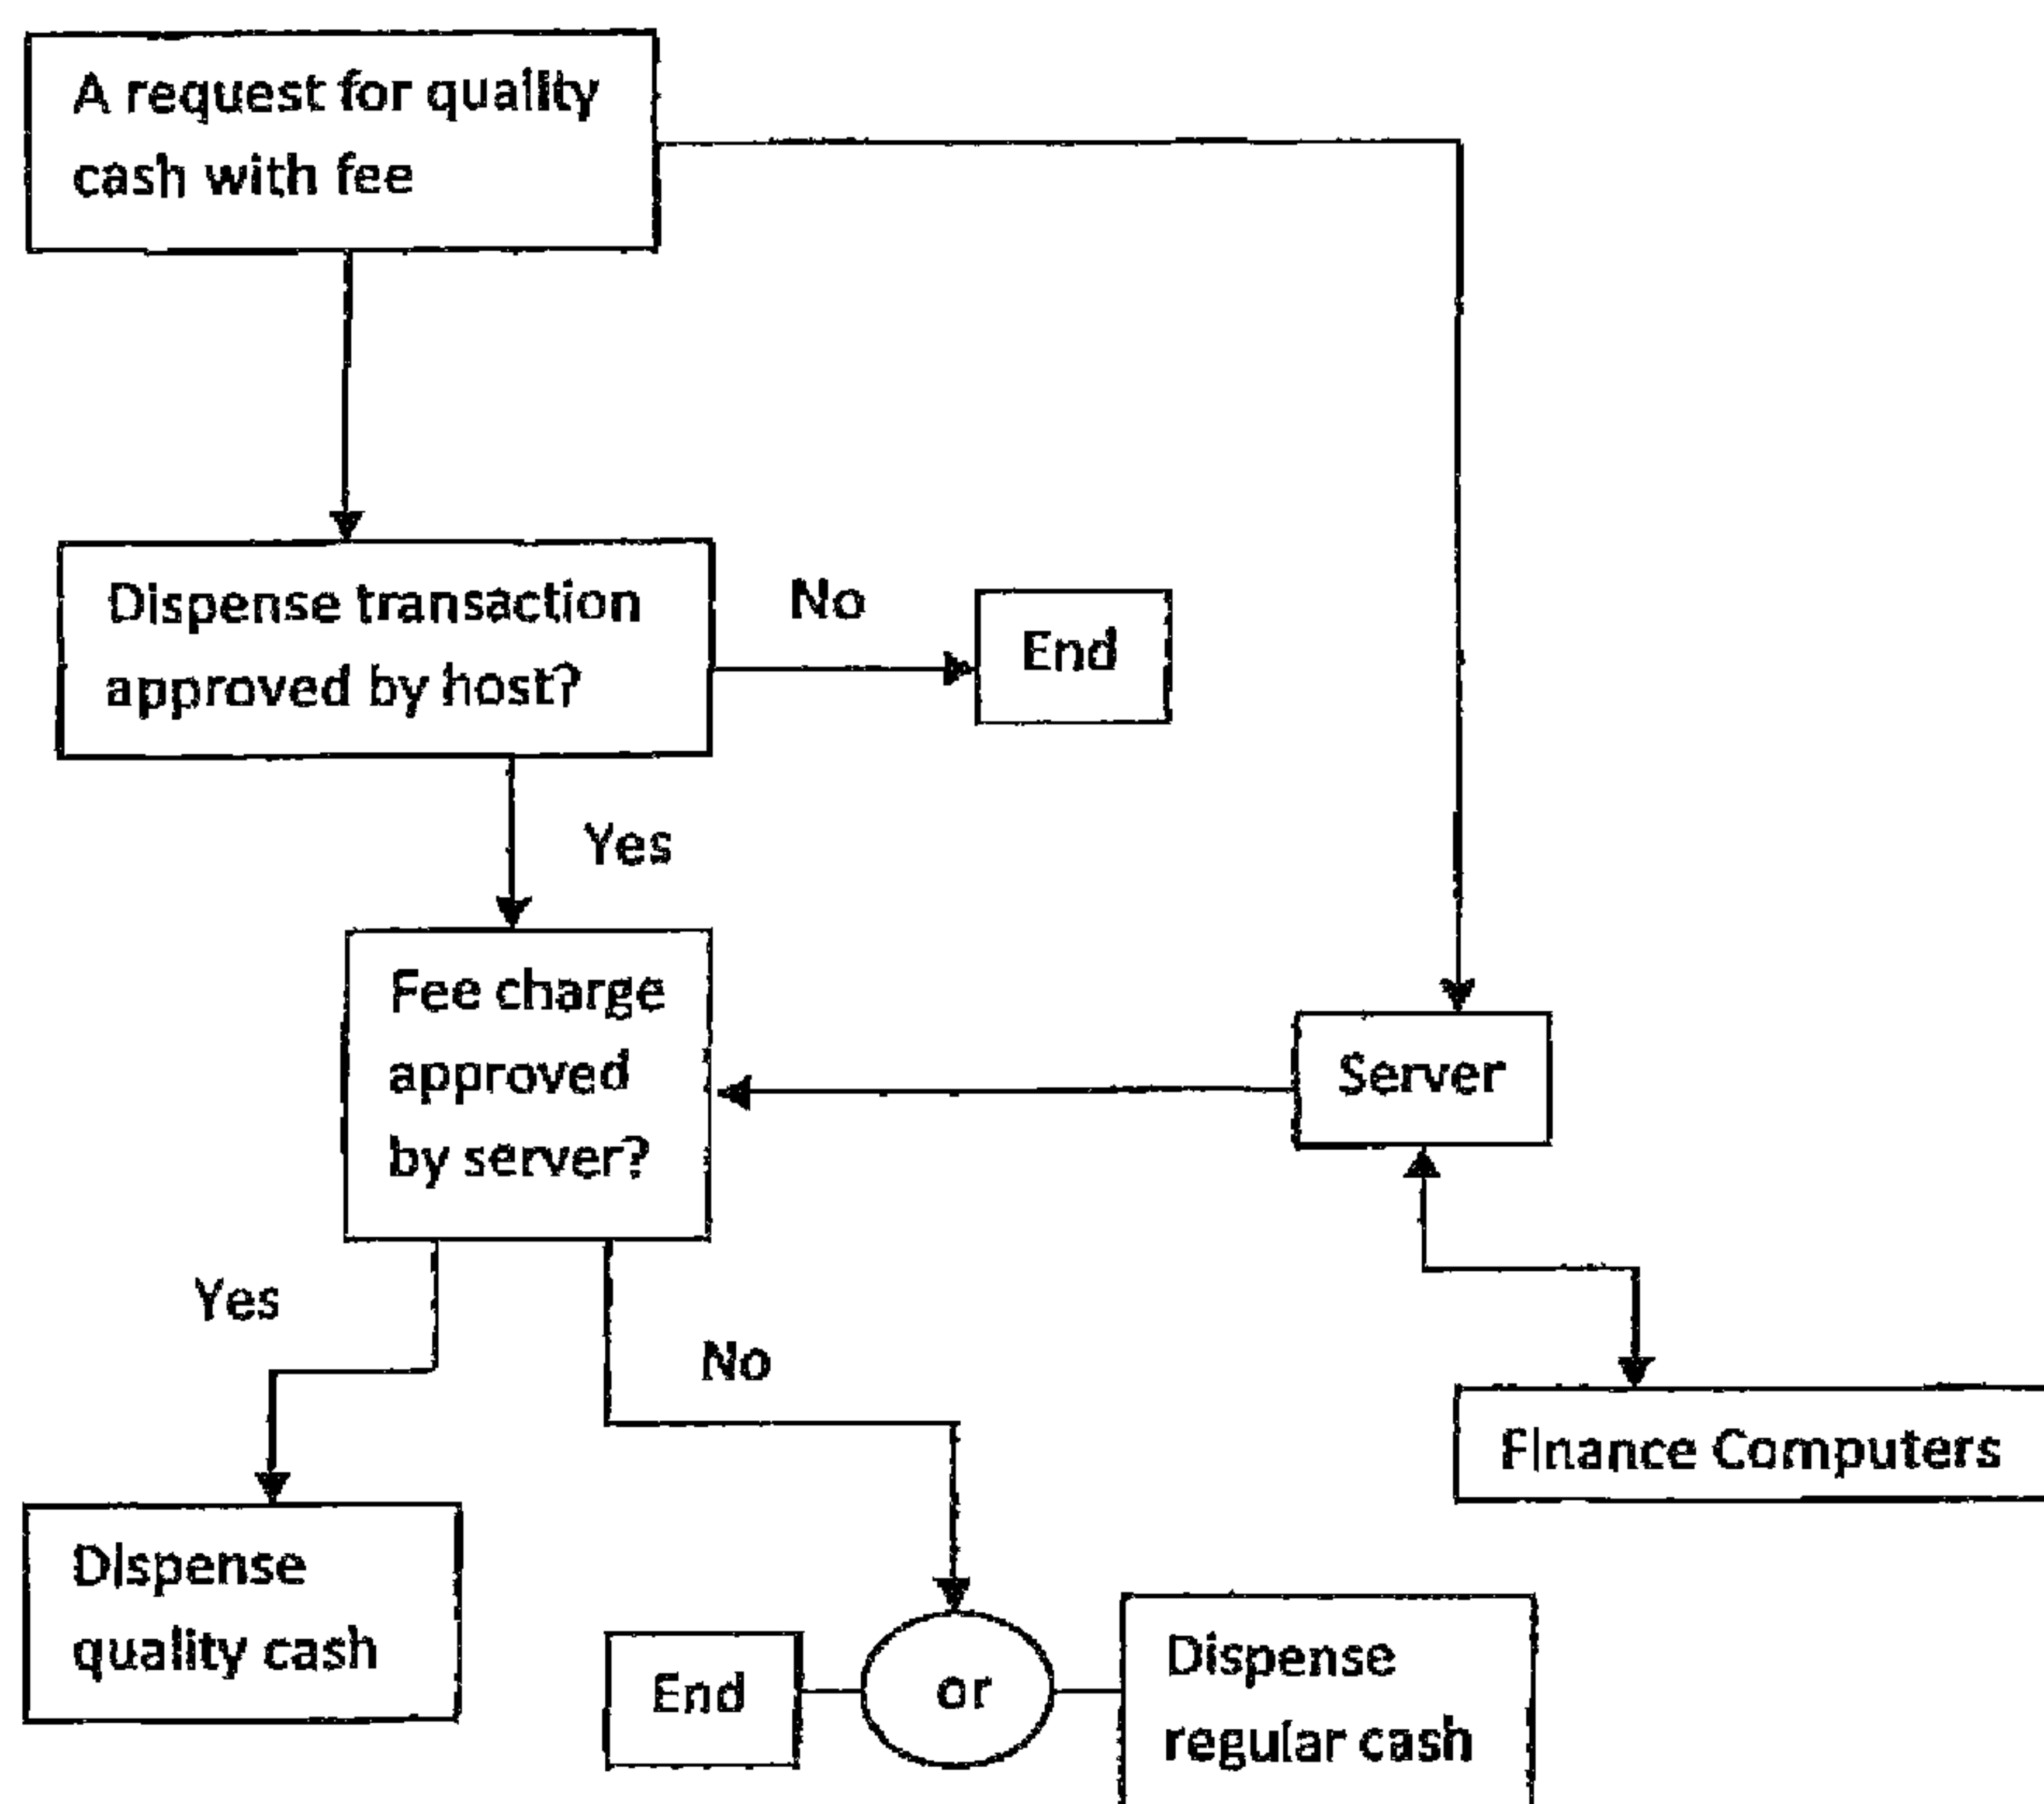 A request for quality
cash with fee
Dispense transaction
approved by host?
No
End
Yes
Fee charge
approved
by server?
Server
Yes
No
Finance Computers
Dispense
quality cash
End
or
Dispense
regular cash